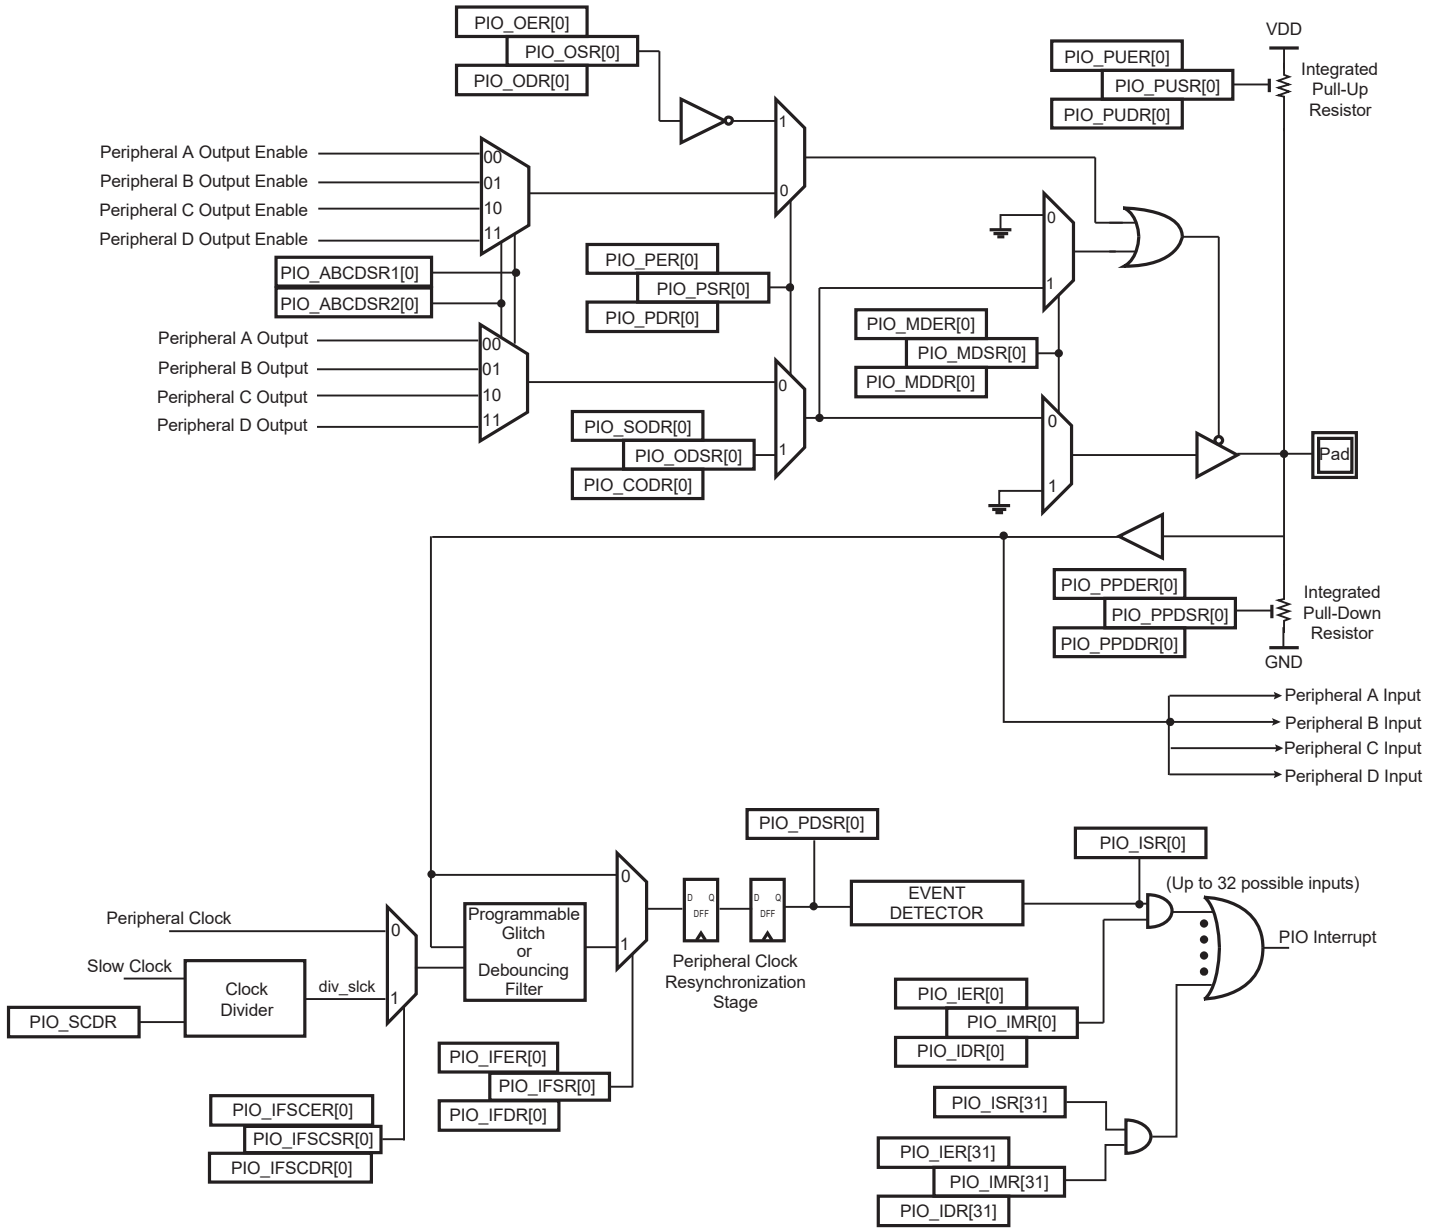 PIO_OER[0]
PIO_OSR[0]
PIO_ODR[0]
VDD
PIO_PUER[0]
PIO_PUSR[0]
PIO_PUDR[0]
Integrated
Pull-Up
Resistor
1
0
Peripheral A Output Enable
Peripheral B Output Enable
Peripheral C Output Enable
Peripheral D Output Enable
00
01
10
11
PIO_ABCDSR1[0]
PIO_ABCDSR2[0]
PIO_PER[0]
PIO_PSR[0]
PIO_PDR[0]
0
1
PIO_MDER[0]
PIO_MDSR[0]
PIO_MDDR[0]
Peripheral A Output
Peripheral B Output
Peripheral C Output
Peripheral D Output
00
01
10
11
0
1
PIO_SODR[0]
PIO_ODSR[0]
PIO_CODR[0]
0
1
Pad
PIO_PPDER[0]
PIO_PPDSR[0]
PIO_PPDDR[0]
Integrated
Pull-Down
Resistor
GND
Peripheral A Input
Peripheral B Input
Peripheral C Input
Peripheral D Input
PIO_PDSR[0]
PIO_ISR[0]
(Up to 32 possible inputs)
EVENT
DETECTOR
PIO Interrupt
0
1
D
Q
DFF
D
Q
DFF
Peripheral Clock
Resynchronization
Stage
Programmable
Glitch
or
Debouncing
Filter
Peripheral Clock
0
1
Slow Clock
Clock
Divider
div_slck
PIO_SCDR
PIO_IER[0]
PIO_IMR[0]
PIO_IDR[0]
PIO_IFER[0]
PIO_IFSR[0]
PIO_IFDR[0]
PIO_IFSCER[0]
PIO_IFSCSR[0]
PIO_IFSCDR[0]
PIO_ISR[31]
PIO_IER[31]
PIO_IMR[31]
PIO_IDR[31]